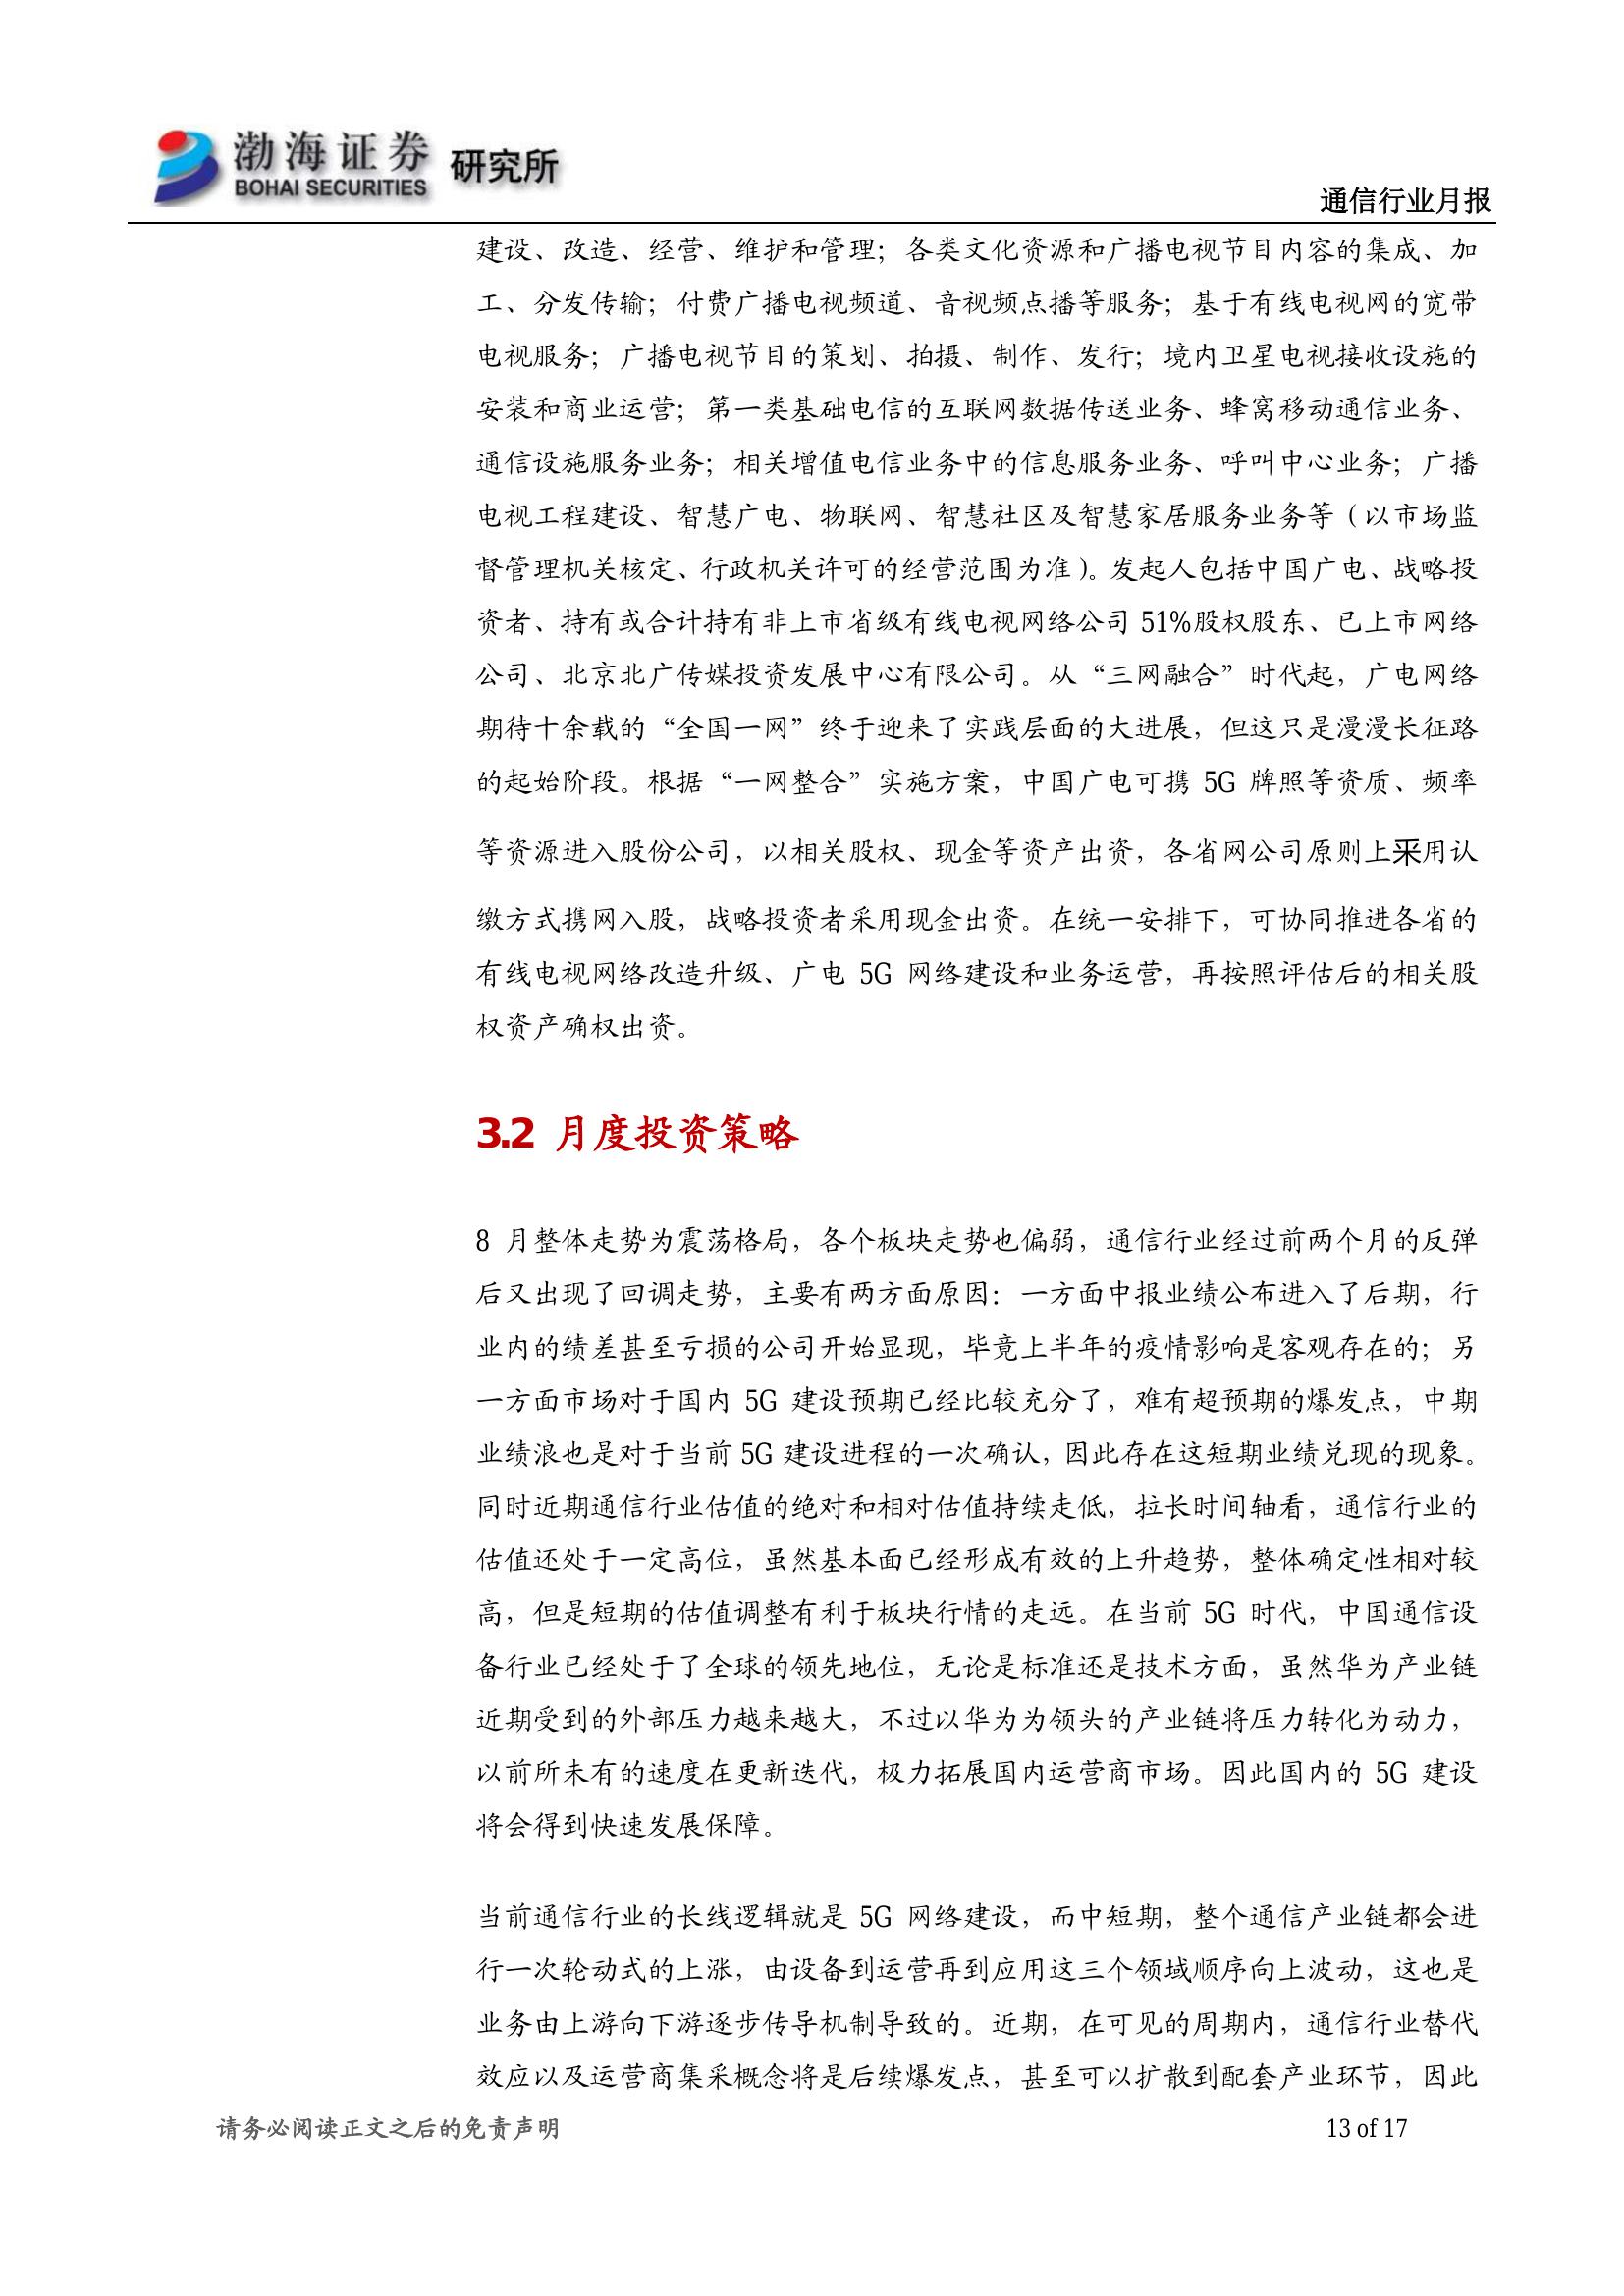 渤海证券
BOHAI SECURITIES
研究所
通信行业月报
建设、改造、经营、维护和管理；各类文化资源和广播电视节目内容的集成、加
工、分发传输；付费广播电视频道、音视频点播等服务；基于有线电视网的宽带
电视服务；广播电视节目的策划、拍摄、制作、发行；境内卫星电视接收设施的
安装和商业运营；第一类基础电信的互联网数据传送业务、蜂窝移动通信业务、
通信设施服务业务；相关增值电信业务中的信息服务业务、呼叫中心业务；广播
电视工程建设、智慧广电、物联网、智慧社区及智慧家居服务业务等（以市场监
督管理机关核定、行政机关许可的经营范围为准）。发起人包括中国广电、战略投
资者、持有或合计持有非上市省级有线电视网络公司 51%股权股东、已上市网络
公司、北京北广传媒投资发展中心有限公司。从“三网融合”时代起，广电网络
期待十余载的“全国一网”终于迎来了实践层面的大进展，但这只是漫漫长征路
的起始阶段。根据“一网整合”实施方案，中国广电可携 5G 牌照等资质、频率
等资源进入股份公司，以相关股权、现金等资产出资，各省网公司原则上采用认
缴方式携网入股，战略投资者采用现金出资。在统一安排下，可协同推进各省的
有线电视网络改造升级、广电 5G 网络建设和业务运营，再按照评估后的相关股
权资产确权出资。
3.2 月度投资策略
8 月整体走势为震荡格局，各个板块走势也偏弱，通信行业经过前两个月的反弹
后又出现了回调走势，主要有两方面原因：一方面中报业绩公布进入了后期，行
业内的绩差甚至亏损的公司开始显现，毕竟上半年的疫情影响是客观存在的；另
一方面市场对于国内 5G 建设预期已经比较充分了，难有超预期的爆发点，中期
业绩浪也是对于当前 5G 建设进程的一次确认，因此存在这短期业绩兑现的现象。
同时近期通信行业估值的绝对和相对估值持续走低，拉长时间轴看，通信行业的
估值还处于一定高位，虽然基本面已经形成有效的上升趋势，整体确定性相对较
高，但是短期的估值调整有利于板块行情的走远。在当前 5G 时代，中国通信设
备行业已经处于了全球的领先地位，无论是标准还是技术方面，虽然华为产业链
近期受到的外部压力越来越大，不过以华为为领头的产业链将压力转化为动力，
以前所未有的速度在更新迭代，极力拓展国内运营商市场。因此国内的 5G 建设
将会得到快速发展保障。
当前通信行业的长线逻辑就是 5G 网络建设，而中短期，整个通信产业链都会进
行一次轮动式的上涨，由设备到运营再到应用这三个领域顺序向上波动，这也是
业务由上游向下游逐步传导机制导致的。近期，在可见的周期内，通信行业替代
效应以及运营商集采概念将是后续爆发点，甚至可以扩散到配套产业环节，因此
请务必阅读正文之后的免责声明
13 of 17